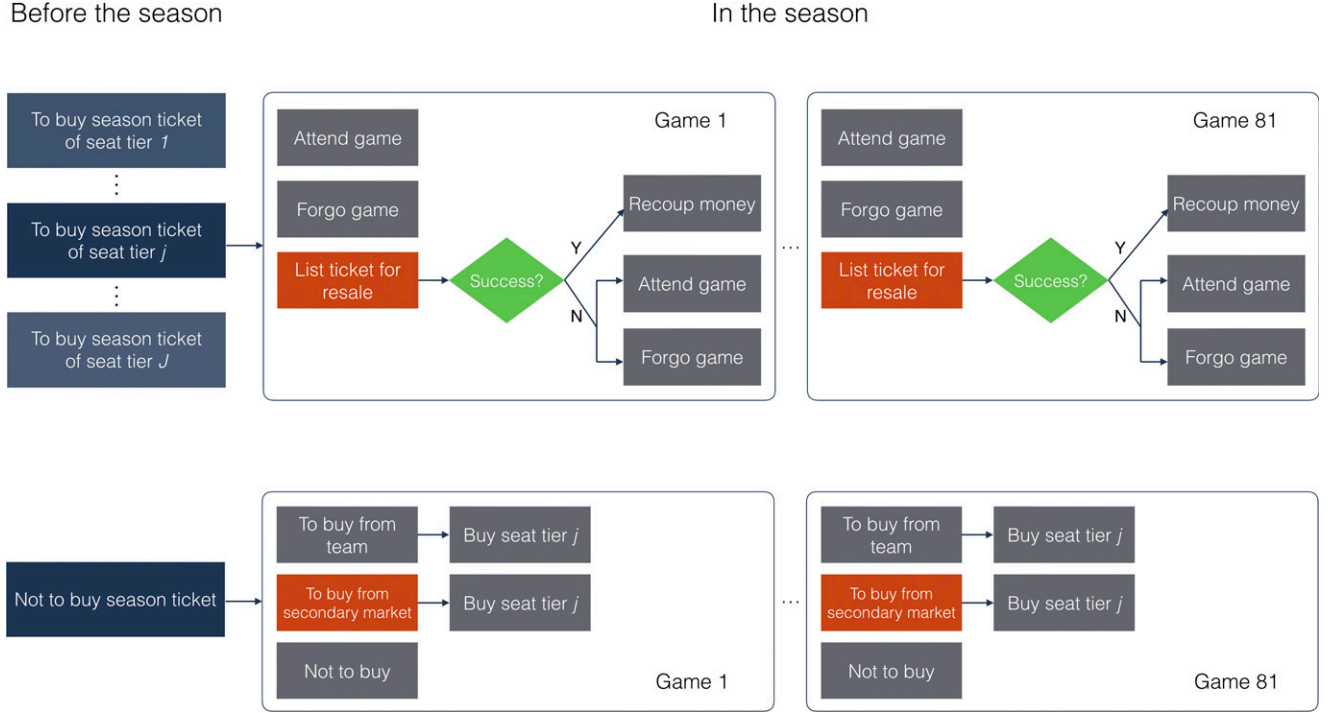 Before the season
In the season
To buy season ticket
of seat tier 1
⋮
To buy season ticket
of seat tier j
⋮
To buy season ticket
of seat tier J
Game 1
Attend game
Forgo game
List ticket for
resale
Success?
Y
N
Recoup money
Attend game
Forgo game
...
Game 81
Attend game
Forgo game
List ticket for
resale
Success?
Y
N
Recoup money
Attend game
Forgo game
Not to buy season ticket
To buy from
team
Buy seat tier j
To buy from
secondary market
Buy seat tier j
Not to buy
Game 1
...
To buy from
team
Buy seat tier j
To buy from
secondary market
Buy seat tier j
Not to buy
Game 81